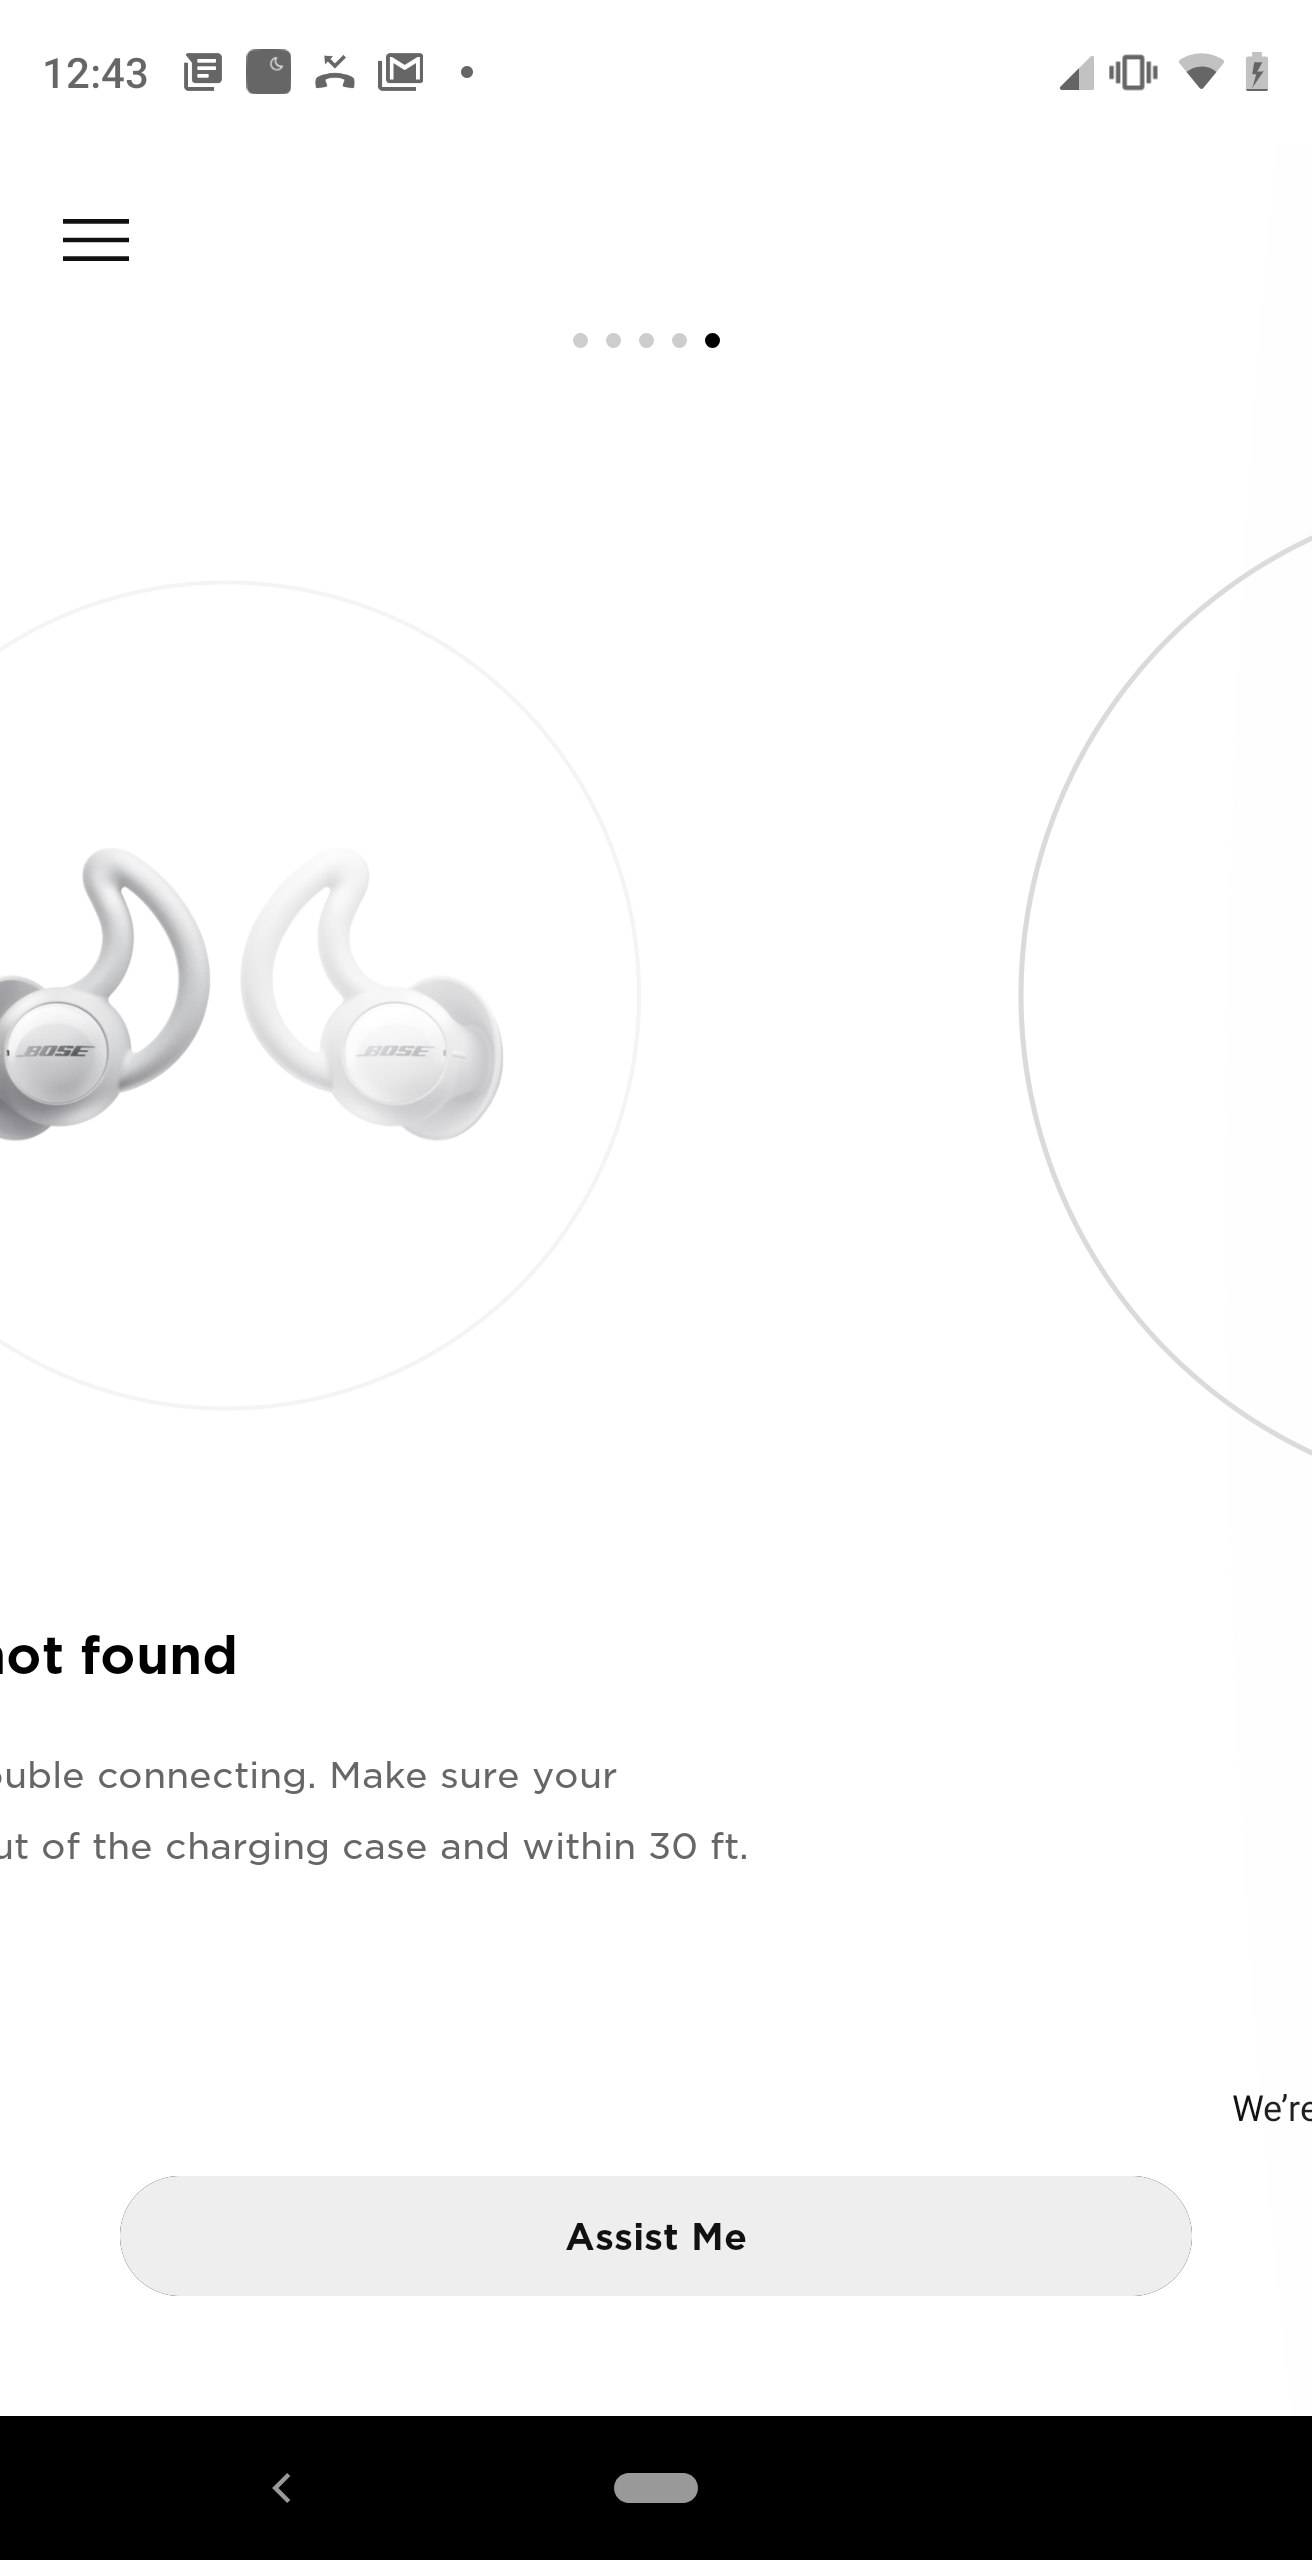 12:43
BOSE BOSE
not found
ouble connecting. Make sure your
ut of the charging case and within 30 ft.
We're
Assist Me